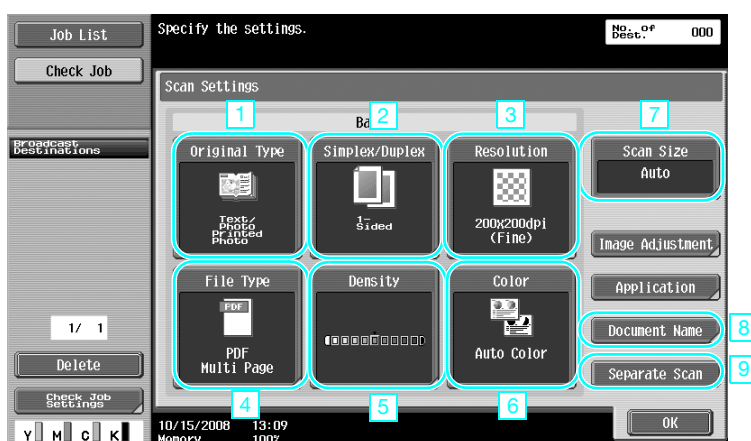 Job List
Specify the settings.
No. of
Dest.
000
Check Job
Scan Settings
1
2
3
7
Ba
Broadcast
Destinations
Original Type
Simplex/Duplex
Resolution
Scan Size
Auto
Text/
Photo
Printed
Photo
1-
Sided
200X200dpi
(Fine)
Image Adjustment
File Type
Density
Color
Application
PDF
1/ 1
Document Name
8
PDF
Multi Page
Auto Color
Delete
Separate Scan
9
Check Job
Settings
4
5
6
OK
10/15/2008 13:09
Y M C K
Memory 100%